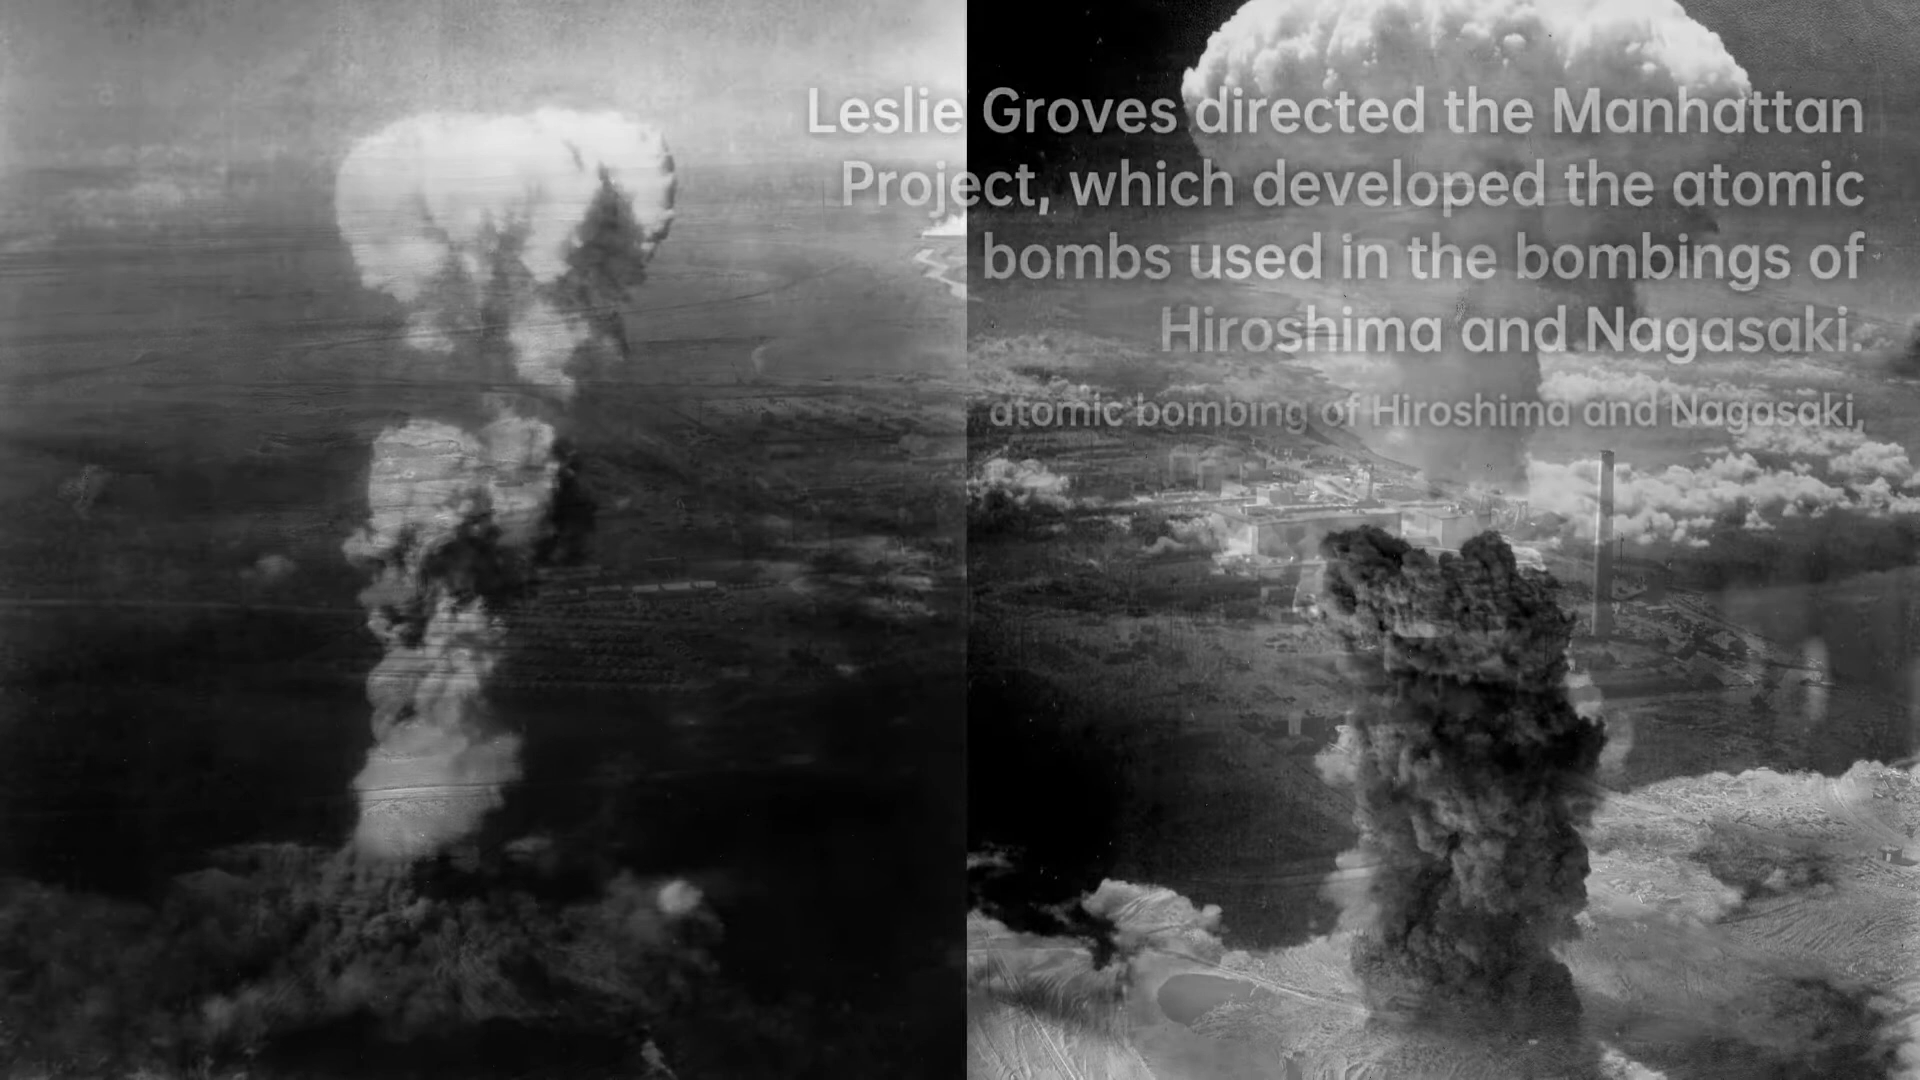 Leslie Groves directed the Manhattan
Project, which developed the atomic
bombs used in the bombings of
Hiroshima and Nagasaki.
atomic bombing of Hiroshima and Nagasaki,